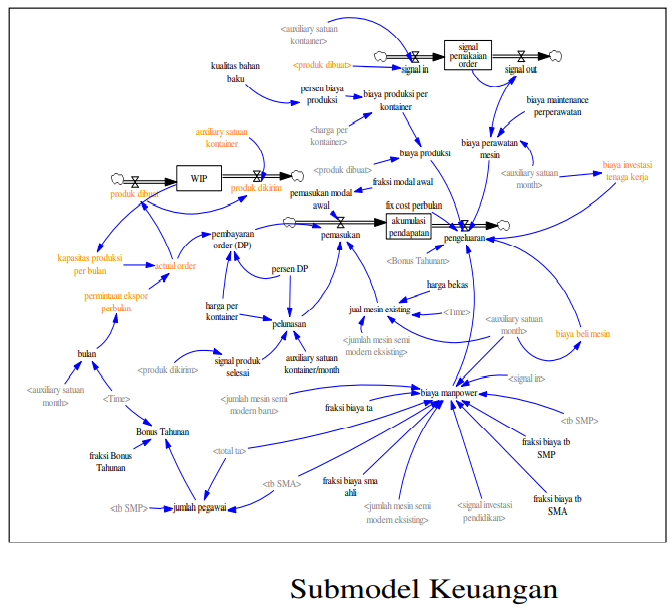 <auxiliary satuan
kontainer>
signal
pemakaian
order
kualitas bahan
baku
<produk dibuat>
signal in
signal out
persen biaya
produksi
biaya produksi per
kontainer
biaya maintenance
perperawatan
auxiliary satuan
kontainer
<harga per
kontainer>
biaya produksi
biaya perawatan
mesin
<produk dibuat>
<auxiliary satuan
month>
biaya investasi
tenaga kerja
WIP
produk dibuat
produk dikirim
pemasukan modal
awal
fraksi modal awal
fix cost perbulan
akumulasi
pendapatan
pembayaran
order (DP)
pemasukan
pengeluaran
kapasitas produksi
per bulan
actual order
<Bonus Tahunan>
persen DP
permintaan ekspor
perbulan
harga bekas
harga per
kontainer
pelunasan
jual mesin existing
<Time>
<auxiliary satuan
month>
biaya beli mesin
<jumlah mesin semi
modern eksisting>
bulan
<produk dikirim>
signal produk
selesai
auxiliary satuan
kontainer/month
<signal in>
<auxiliary satuan
month>
<Time>
<jumlah mesin semi
modern baru>
biaya manpower
fraksi biaya ta
<tb SMP>
Bonus Tahunan
fraksi Bonus
Tahunan
<total ta>
fraksi biaya tb
SMP
<tb SMA>
fraksi biaya sma
ahli
fraksi biaya tb
SMA
<tb SMP>
jumlah pegawai
<jumlah mesin semi
modern eksisting>
<signal investasi
pendidikan>
Submodel Keuangan